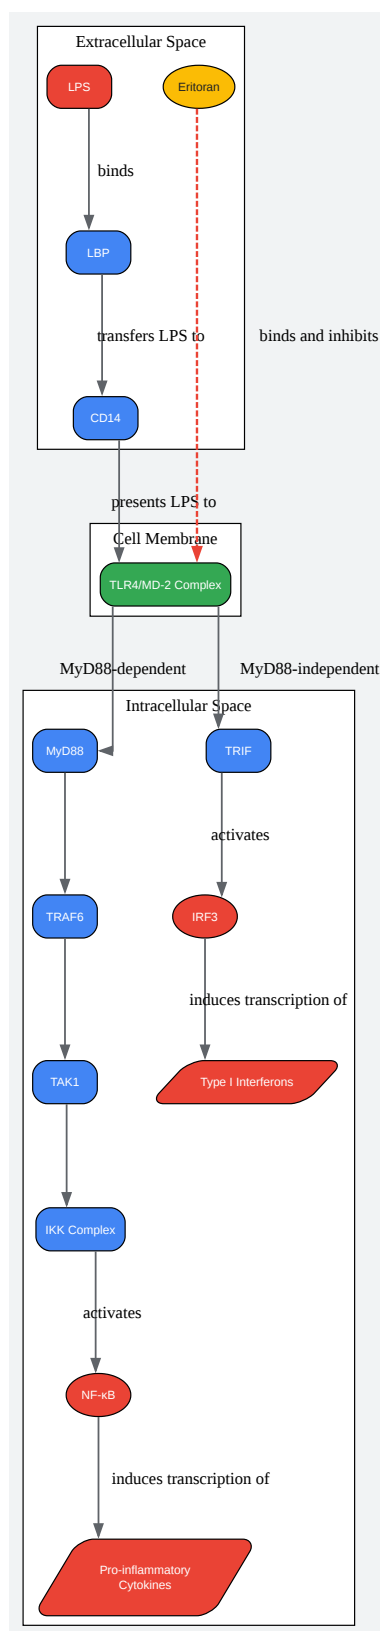 Extracellular Space
LPS
Eritoran
binds
LBP
transfers LPS to
binds and inhibits
CD14
presents LPS to
Cell Membrane
TLR4/MD-2 Complex
MyD88-dependent
MyD88-independent
Intracellular Space
MyD88
TRIF
activates
TRAF6
IRF3
induces transcription of
TAK1
Type I Interferons
IKK Complex
activates
NF-κB
induces transcription of
Pro-inflammatory
Cytokines